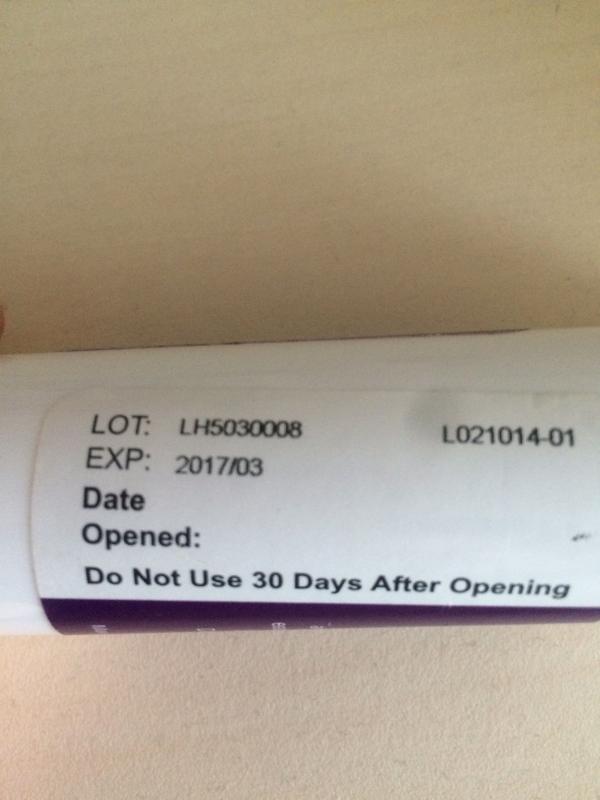 LOT: LH5030008 L021014-01
EXP: 2017/03
Date
Opened:
Do Not Use 30 Days After Opening